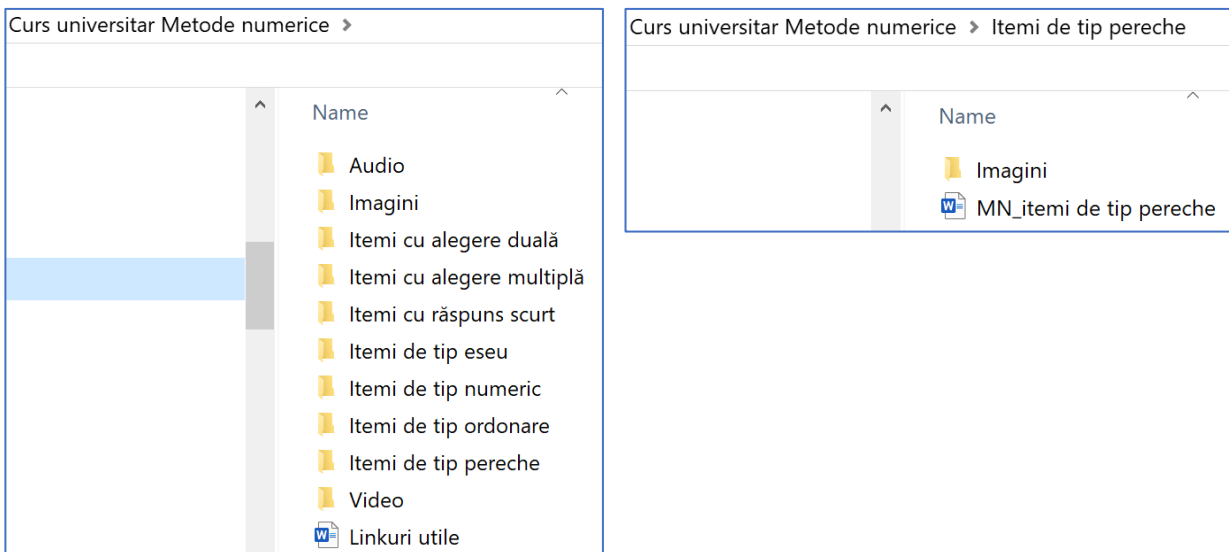 Curs universitar Metode numerice >
Name
Audio
Imagini
Itemi cu alegere duală
Itemi cu alegere multiplă
Itemi cu răspuns scurt
Itemi de tip eseu
Itemi de tip numeric
Itemi de tip ordonare
Itemi de tip pereche
Video
Linkuri utile
Curs universitar Metode numerice > Itemi de tip pereche
Name
Imagini
MN_itemi de tip pereche